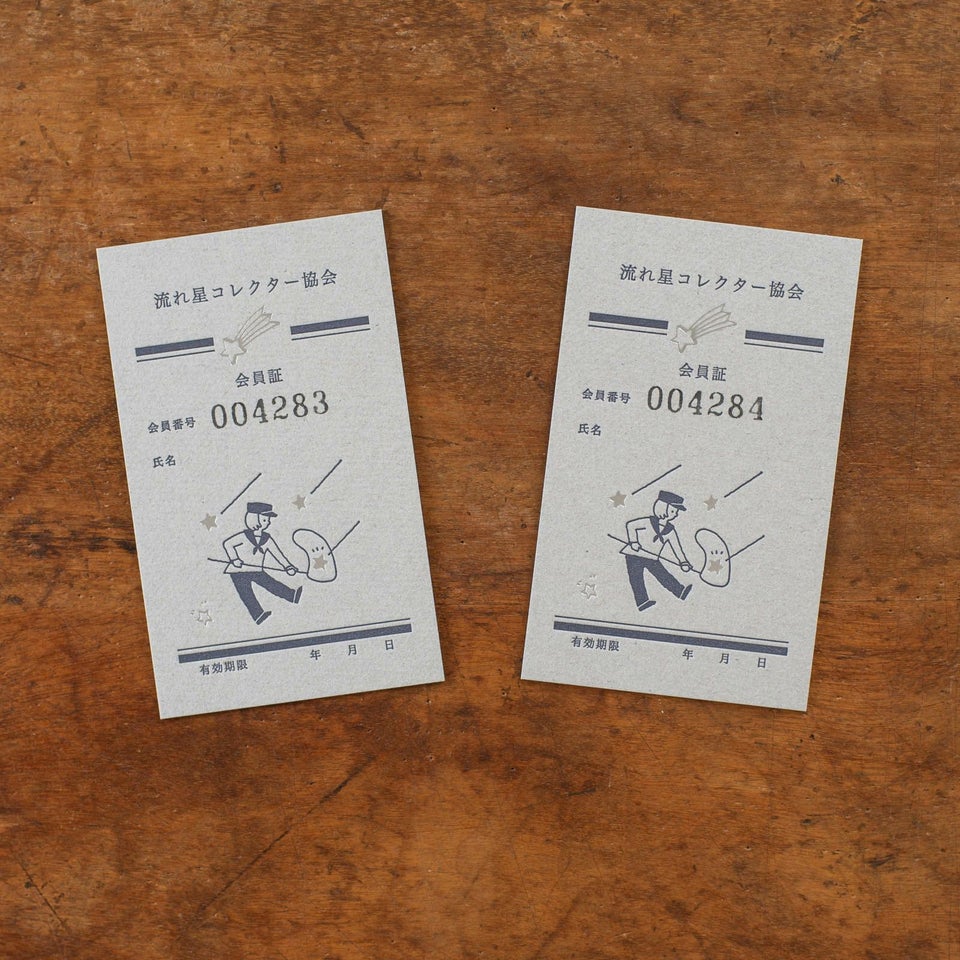 流れ星コレクター協会
会員証
会員番号 004283
氏名
有効期限 年 月 日
流れ星コレクター協会
会員証
会員番号 004284
氏名
有効期限 年 月 日